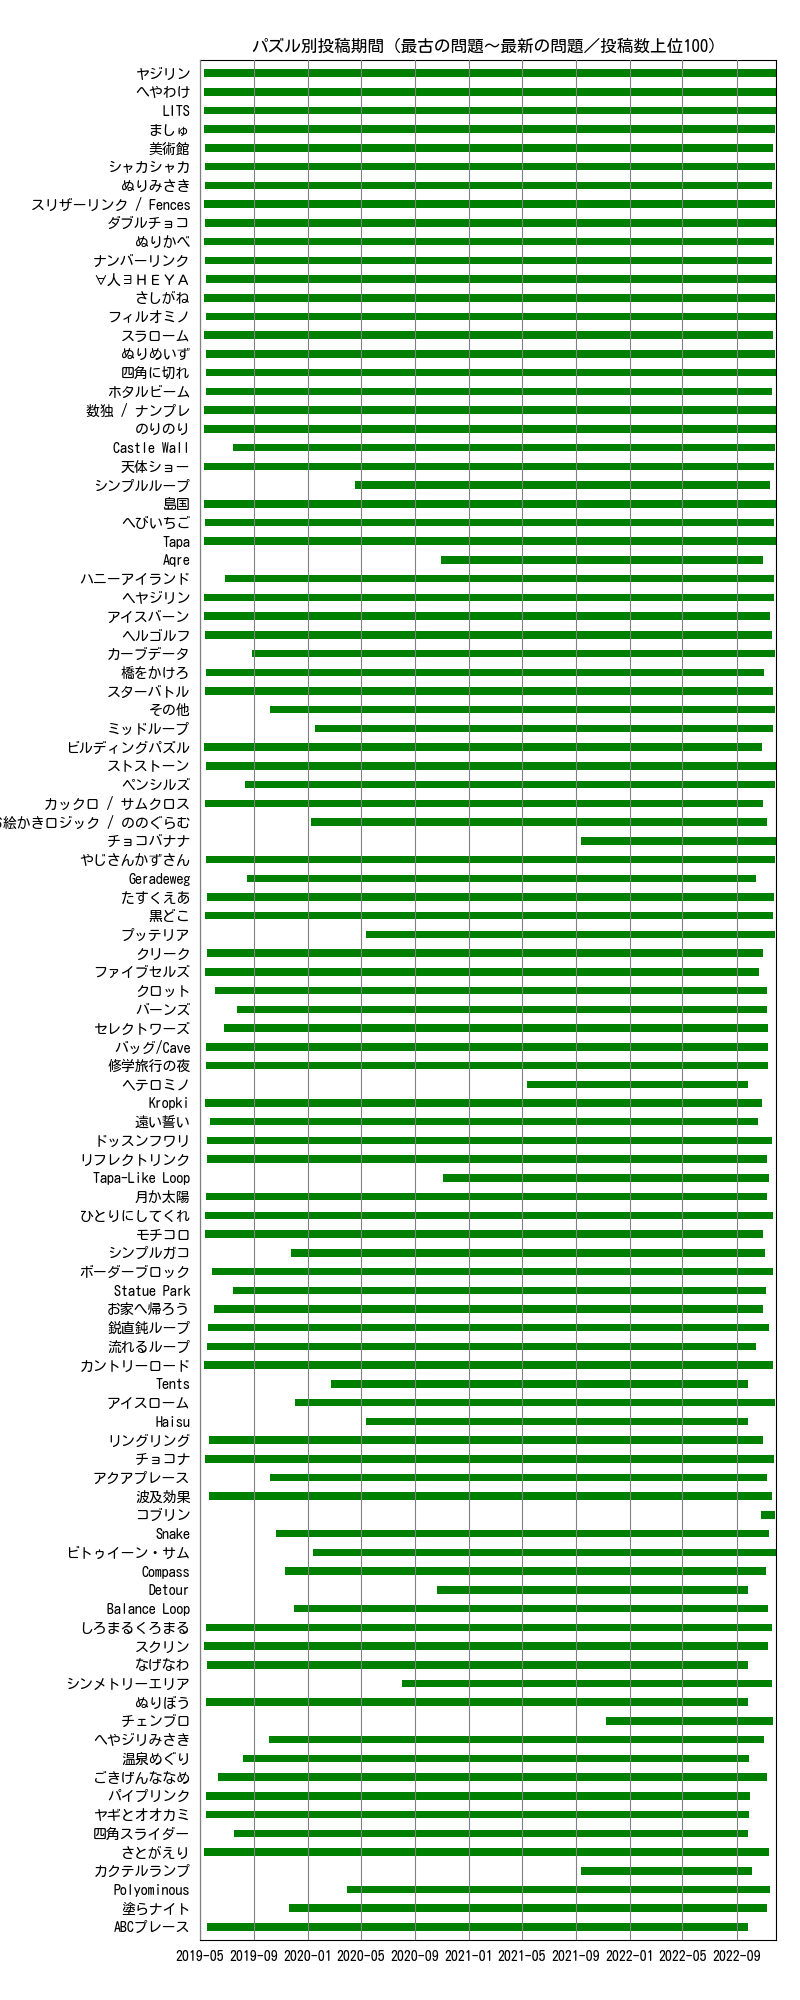 パズル別投稿期間（最古の問題～最新の問題／投稿数上位100）
ヤジリン
へやわけ
LITS
ましゅ
美術館
シャカシャカ
ぬりみさき
スリザーリンク / Fences
ダブルチョコ
ぬりかべ
ナンバーリンク
∀人∃ＨＥＹＡ
さしがね
フィルオミノ
スラローム
ぬりめいず
四角に切れ
ホタルビーム
数独 / ナンプレ
のりのり
Castle Wall
天体ショー
シンプルループ
島国
へびいちご
Tapa
Aqre
ハニーアイランド
ヘヤジリン
アイスバーン
ヘルゴルフ
カーブデータ
橋をかけろ
スターバトル
その他
ミッドループ
ビルディングパズル
ストストーン
ペンシルズ
カックロ / サムクロス
絵かきロジック / ののぐらむ
チョコバナナ
やじさんかずさん
Geradeweg
たすくえあ
黒どこ
プッテリア
クリーク
ファイブセルズ
クロット
バーンズ
セレクトワーズ
バッグ/Cave
修学旅行の夜
ヘテロミノ
Kropki
遠い誓い
ドッスンフワリ
リフレクトリンク
Tapa-Like Loop
月か太陽
ひとりにしてくれ
モチコロ
シンプルガコ
ボーダーブロック
Statue Park
お家へ帰ろう
鋭直鈍ループ
流れるループ
カントリーロード
Tents
アイスローム
Haisu
リングリング
チョコナ
アクアプレース
波及効果
コブリン
Snake
ビトゥイーン・サム
Compass
Detour
Balance Loop
しろまるくろまる
スクリン
なげなわ
シンメトリーエリア
ぬりぼう
チェンブロ
へやジリみさき
温泉めぐり
ごきげんななめ
パイプリンク
ヤギとオオカミ
四角スライダー
さとがえり
カクテルランプ
Polyominous
塗らナイト
ABCプレース
2019-05 2019-09 2020-01 2020-05 2020-09 2021-01 2021-05 2021-09 2022-01 2022-05 2022-09